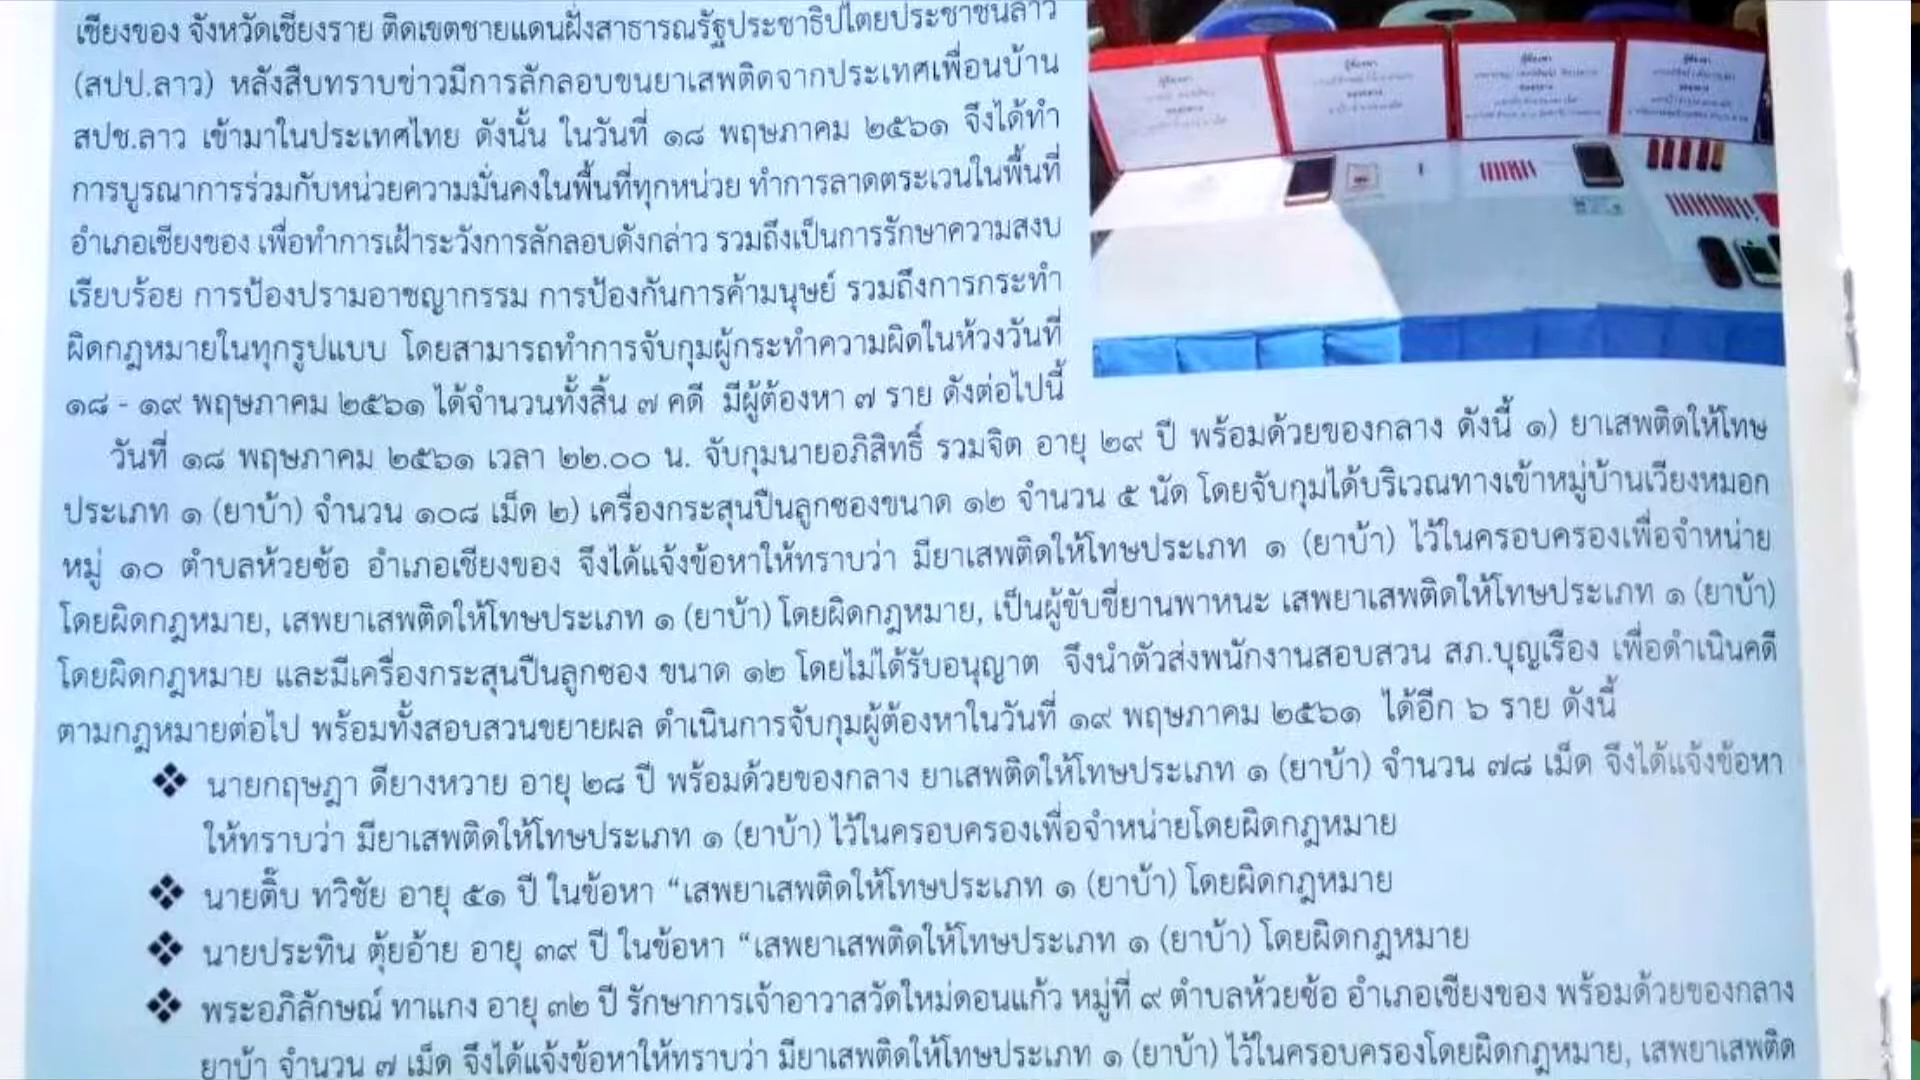 เชียงของ จังหวัดเชียงราย ติดเขตชายแดนฝั่งสาธารณรัฐประชาธิปไตยประชาชนลาว
(สปป.ลาว) หลังสืบทราบข่าวมีการลักลอบขนยาเสพติดจากประเทศเพื่อนบ้าน
สปช.ลาว เข้ามาในประเทศไทย ดังนั้น ในวันที่ ๑๘ พฤษภาคม ๒๕๖๑ จึงได้ทำ
การบูรณาการร่วมกับหน่วยความมั่นคงในพื้นที่ทุกหน่วย ทำการลาดตระเวนในพื้นที่
อำเภอเชียงของ เพื่อทำการเฝ้าระวังการลักลอบดังกล่าว รวมถึงเป็นการรักษาความสงบ
เรียบร้อย การป้องปรามอาชญากรรม การป้องกันการค้ามนุษย์ รวมถึงการกระทำ
ผิดกฎหมายในทุกรูปแบบ โดยสามารถทำการจับกุมผู้กระทำความผิดในห้วงวันที่
๑๘ - ๑๙ พฤษภาคม ๒๕๖๑ ได้จำนวนทั้งสิ้น ๗ คดี มีผู้ต้องหา ๗ ราย ดังต่อไปนี้
วันที่ ๑๘ พฤษภาคม ๒๕๖๑ เวลา ๒๒.๐๐ น. จับกุมนายอภิสิทธิ์ รวมจิต อายุ ๒๙ ปี พร้อมด้วยของกลาง ดังนี้ ๑) ยาเสพติดให้โทษ
ประเภท ๑ (ยาบ้า) จำนวน ๑๐๘ เม็ด ๒) เครื่องกระสุนปืนลูกซองขนาด ๑๒ จำนวน ๕ นัด โดยจับกุมได้บริเวณทางเข้าหมู่บ้านเวียงหมอก
หมู่ ๑๐ ตำบลห้วยซ้อ อำเภอเชียงของ จึงได้แจ้งข้อหาให้ทราบว่า มียาเสพติดให้โทษประเภท ๑ (ยาบ้า) ไว้ในครอบครองเพื่อจำหน่าย
โดยผิดกฎหมาย, เสพยาเสพติดให้โทษประเภท ๑ (ยาบ้า) โดยผิดกฎหมาย, เป็นผู้ขับขี่ยานพาหนะ เสพยาเสพติดให้โทษประเภท ๑ (ยาบ้า)
โดยผิดกฎหมาย และมีเครื่องกระสุนปืนลูกซอง ขนาด ๑๒ โดยไม่ได้รับอนุญาต จึงนำตัวส่งพนักงานสอบสวน สภ.บุญเรือง เพื่อดำเนินคดี
ตามกฎหมายต่อไป พร้อมทั้งสอบสวนขยายผล ดำเนินการจับกุมผู้ต้องหาในวันที่ ๑๙ พฤษภาคม ๒๕๖๑ ได้อีก ๖ ราย ดังนี้
❖ นายกฤษฎา ดียางหวาย อายุ ๒๘ ปี พร้อมด้วยของกลาง ยาเสพติดให้โทษประเภท ๑ (ยาบ้า) จำนวน ๗๘ เม็ด จึงได้แจ้งข้อหา
ให้ทราบว่า มียาเสพติดให้โทษประเภท ๑ (ยาบ้า) ไว้ในครอบครองเพื่อจำหน่ายโดยผิดกฎหมาย
❖ นายติ๊บ ทวิชัย อายุ ๕๑ ปี ในข้อหา “เสพยาเสพติดให้โทษประเภท ๑ (ยาบ้า) โดยผิดกฎหมาย
❖ นายประทิน ตุ้ยอ้าย อายุ ๓๙ ปี ในข้อหา “เสพยาเสพติดให้โทษประเภท ๑ (ยาบ้า) โดยผิดกฎหมาย
❖ พระอภิลักษณ์ ทาแกง อายุ ๓๒ ปี รักษาการเจ้าอาวาสวัดใหม่ดอนแก้ว หมู่ที่ ๙ ตำบลห้วยซ้อ อำเภอเชียงของ พร้อมด้วยของกลาง
ยาบ้า จำนวน ๗ เม็ด จึงได้แจ้งข้อหาให้ทราบว่า มียาเสพติดให้โทษประเภท ๑ (ยาบ้า) ไว้ในครอบครองโดยผิดกฎหมาย, เสพยาเสพติด